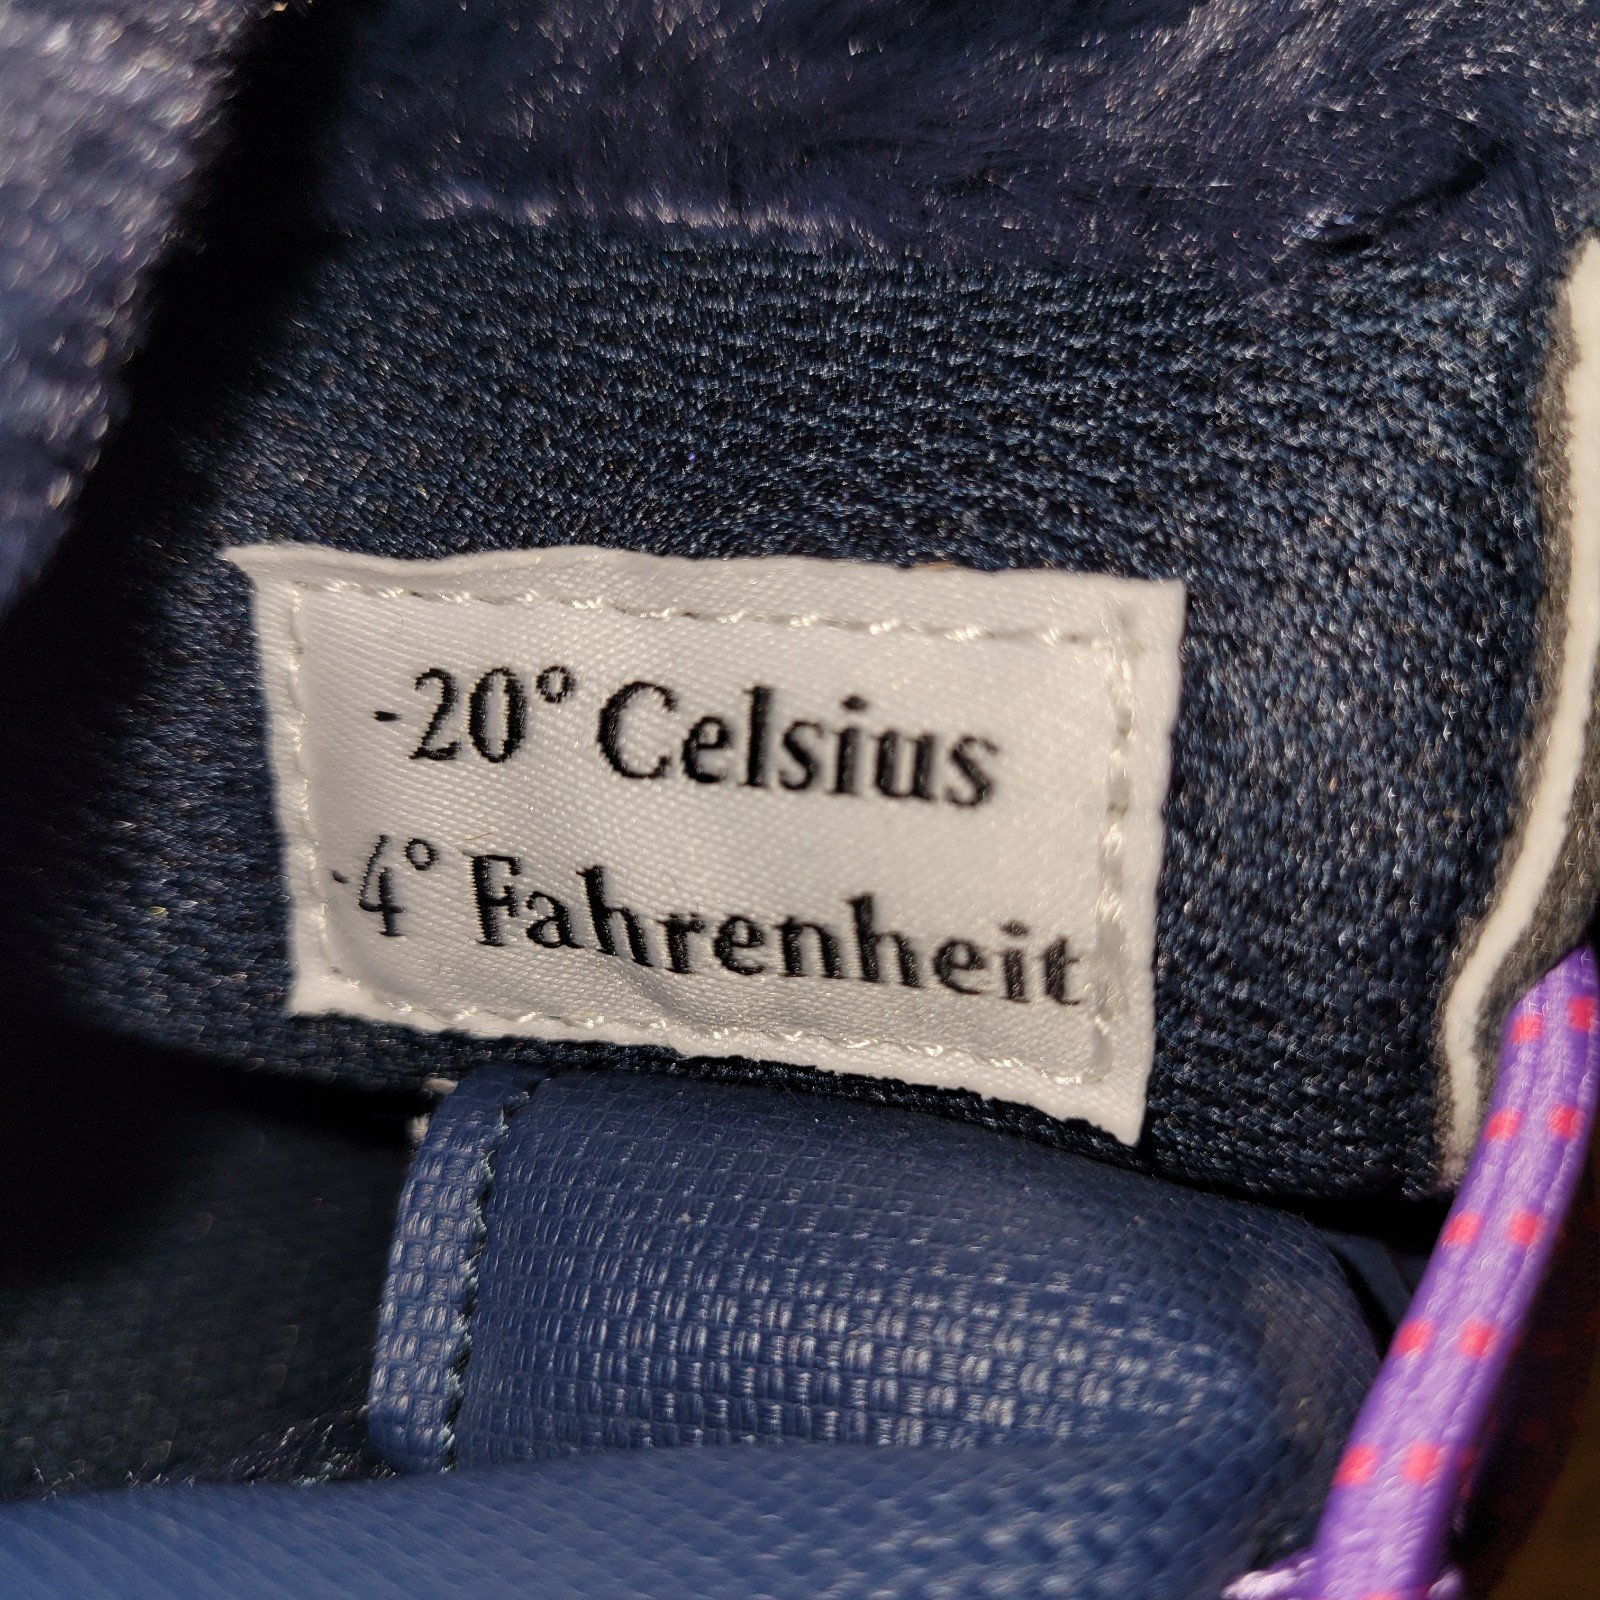 -20° Celsius
-4° Fahrenheit